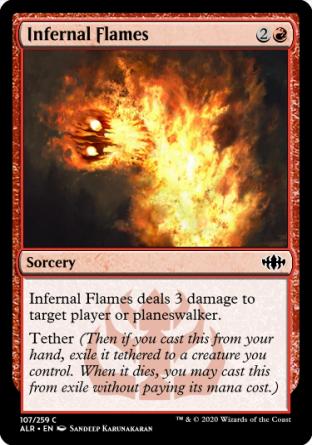 Infernal Flames 2
Sorcery
Infernal Flames deals 3 damage to
target player or planeswalker.
Tether (Then if you cast this from your
hand, exile it tethered to a creature you
control. When it dies, you may cast this
from exile without paying its mana cost.)
107/259 C
ALR • EN Sandeep Karunakaran
™ & © 2020 Wizards of the Coast